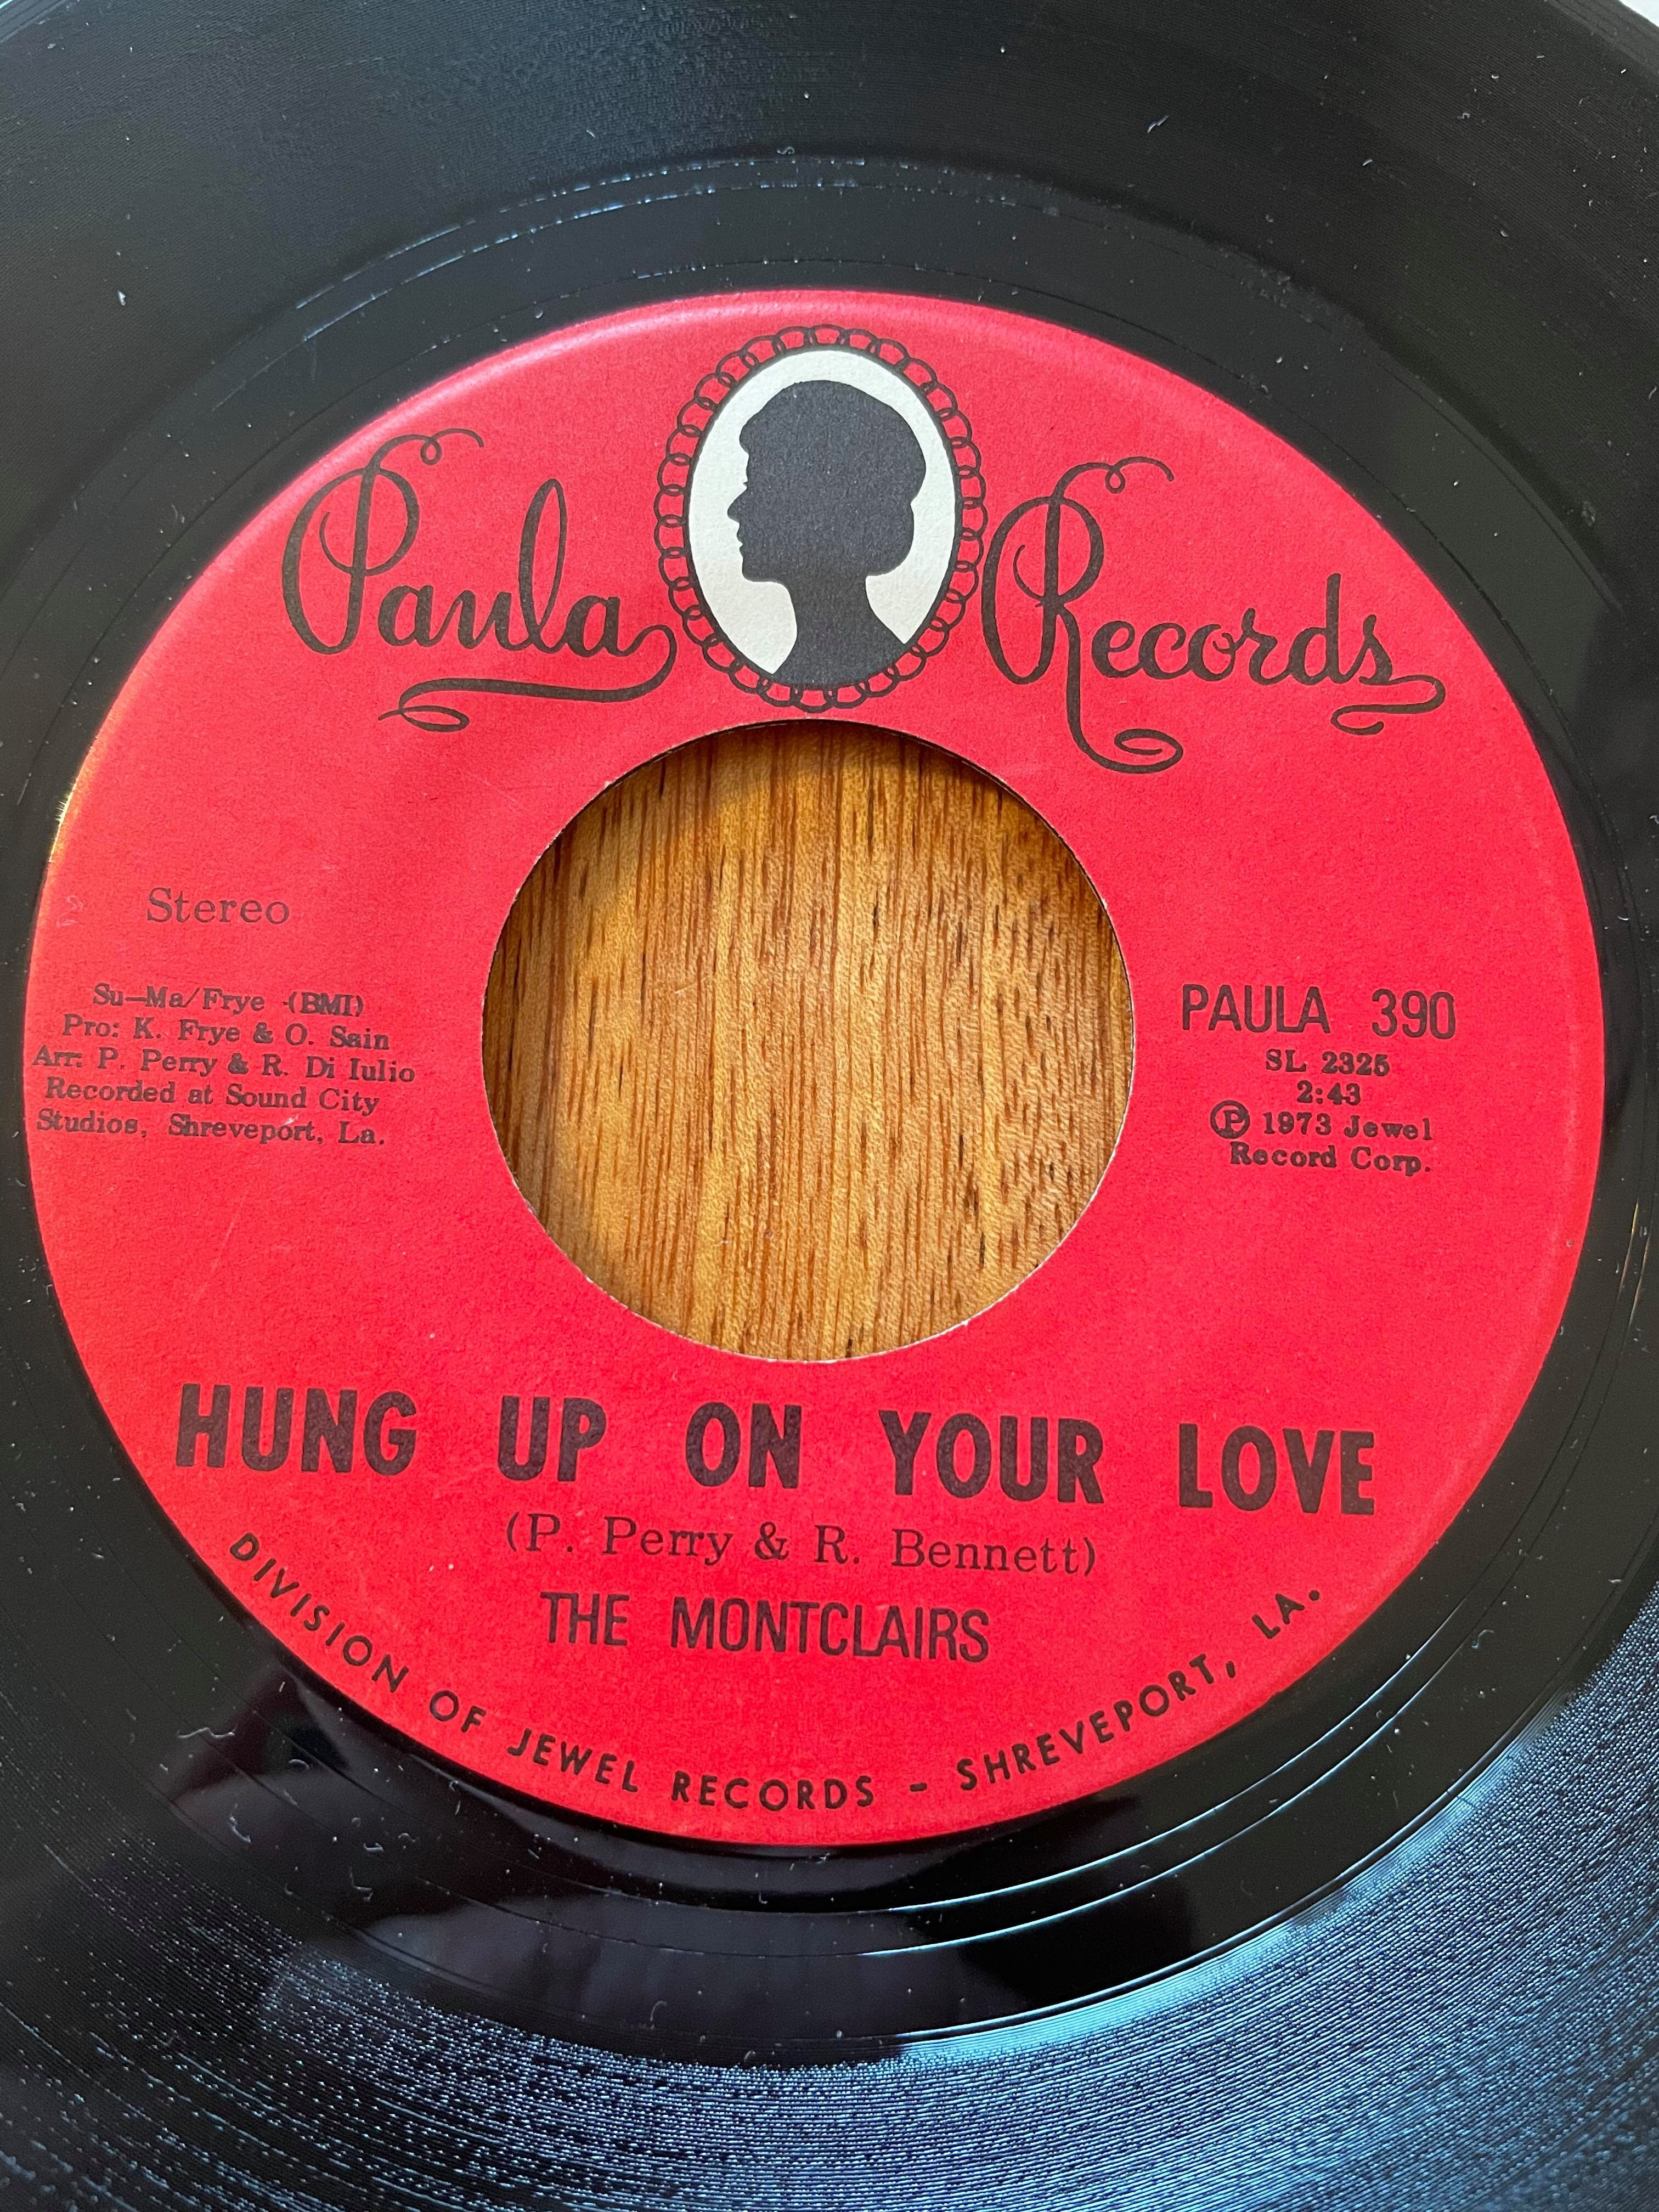 Paula Records
Stereo
Su-Ma/Frye -(BMI)
Pro: K. Frye & O. Sain
Arr: P. Perry & R. Di Iulio
Recorded at Sound City
Studios, Shreveport, La.
PAULA 390
SL 2325
2:43
℗ 1973 Jewel
Record Corp.
HUNG UP ON YOUR LOVE
(P. Perry & R. Bennett)
THE MONTCLAIRS
DIVISION OF JEWEL RECORDS - SHREVEPORT, LA.